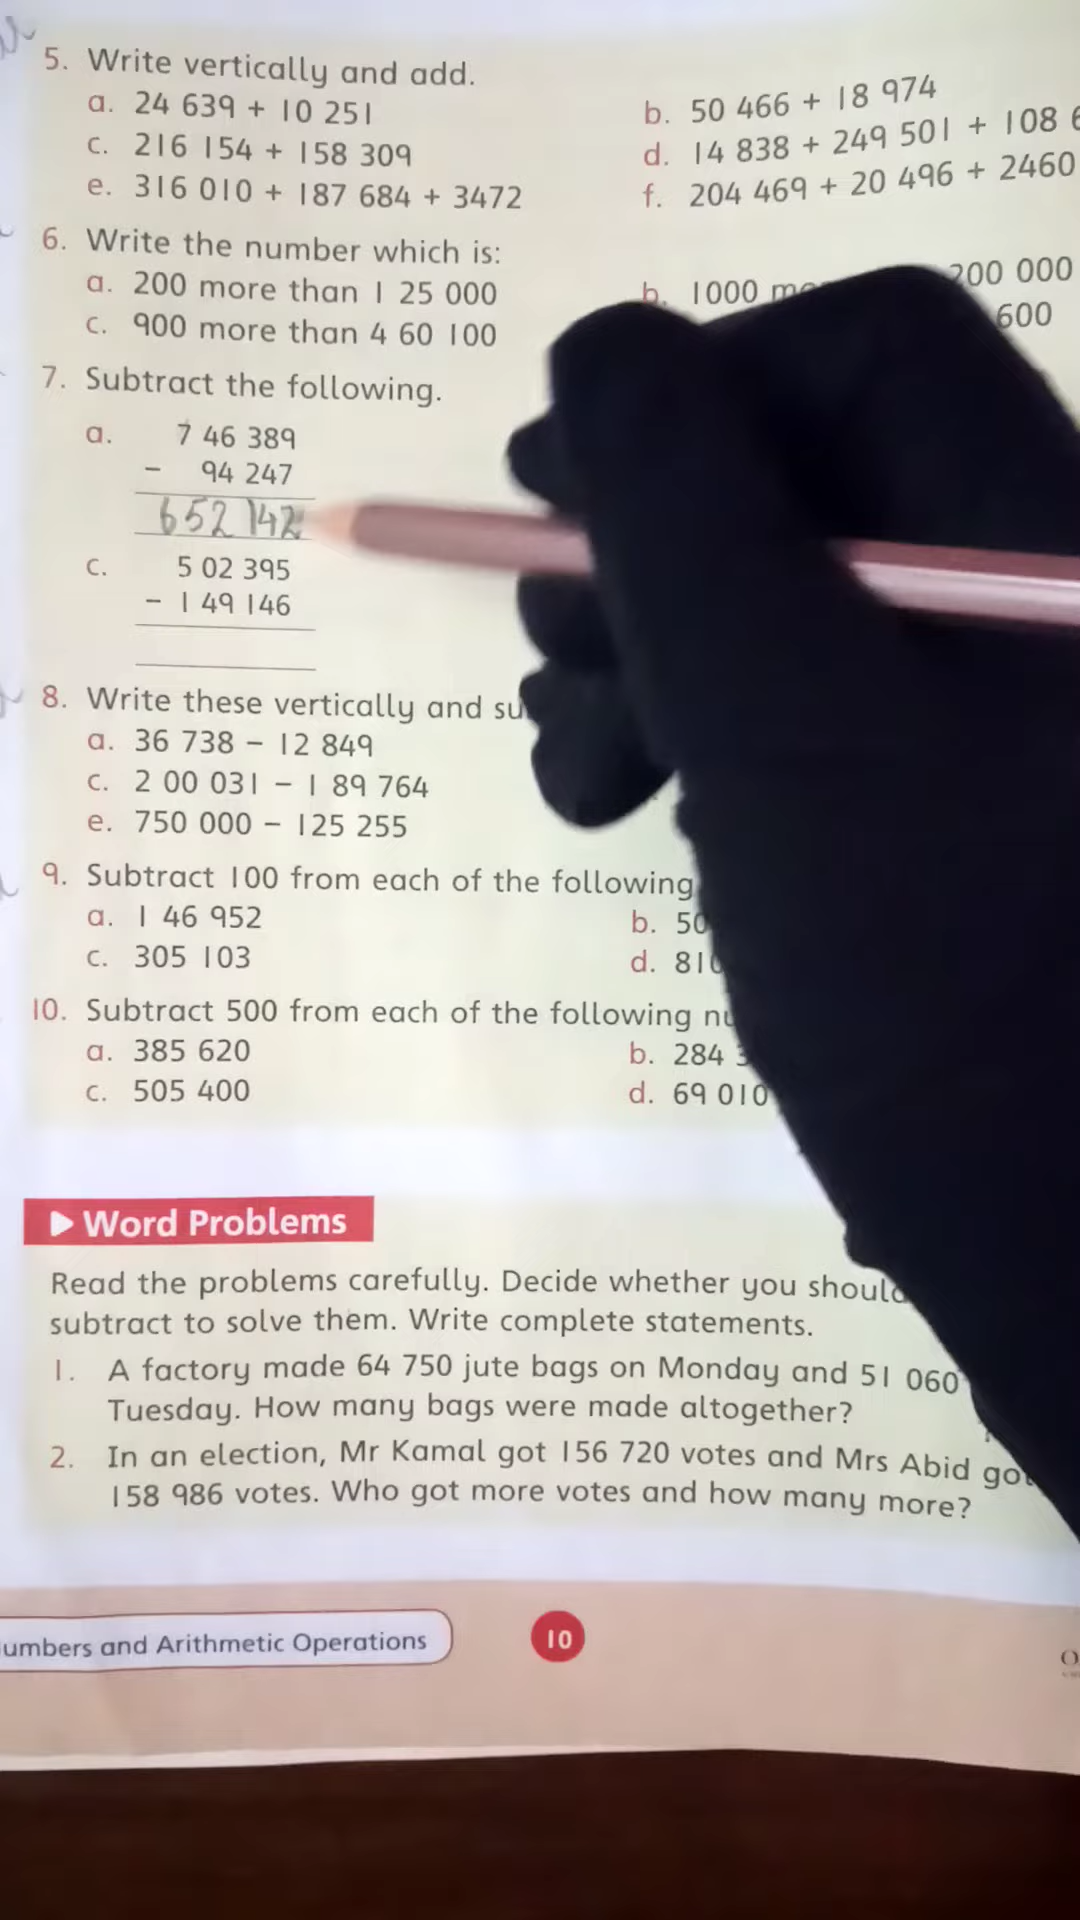 5. Write vertically and add.
a. 24 639 + 10 251
b. 50 466 + 18 974
c. 216 154 + 158 309
d. 14 838 + 249 501 + 108
e. 316 010 + 187 684 + 3472
f. 204 469 + 20 496 + 2460
6. Write the number which is:
a. 200 more than 1 25 000
b. 1000 200 000
c. 900 more than 4 60 100
600
7. Subtract the following.
a. 7 46 389
- 94 247
652 142
c. 5 02 395
- 1 49 146
8. Write these vertically and
a. 36 738 - 12 849
c. 2 00 031 - 1 89 764
e. 750 000 - 125 255
9. Subtract 100 from each of the following
a. 1 46 952
b. 50
c. 305 103
d. 810
10. Subtract 500 from each of the following
a. 385 620
b. 284
c. 505 400
d. 69 010
Word Problems
Read the problems carefully. Decide whether you should
subtract to solve them. Write complete statements.
1. A factory made 64 750 jute bags on Monday and 51 060
Tuesday. How many bags were made altogether?
2. In an election, Mr Kamal got 156 720 votes and Mrs Abid got
158 986 votes. Who got more votes and how many more?
and Arithmetic Operations
10